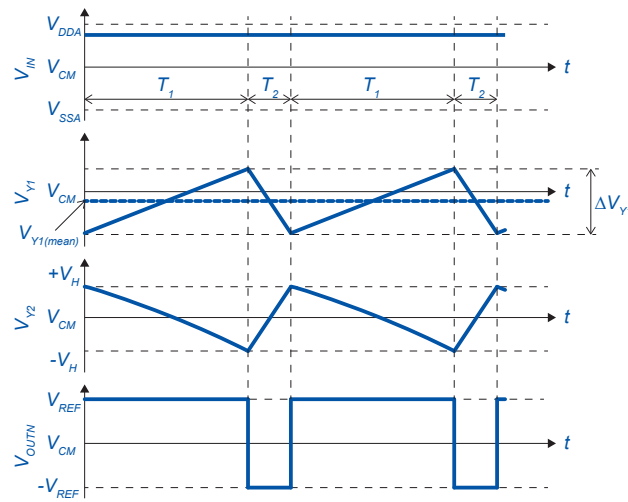 V_DDA
V_IN
V_CM
t
T_1
T_2
T_1
T_2
V_SSA
V_Y1
V_CM
t
ΔV_Y
V_Y1(mean)
+V_H
V_Y2
V_CM
t
-V_H
V_REF
V_OUTN
V_CM
t
-V_REF